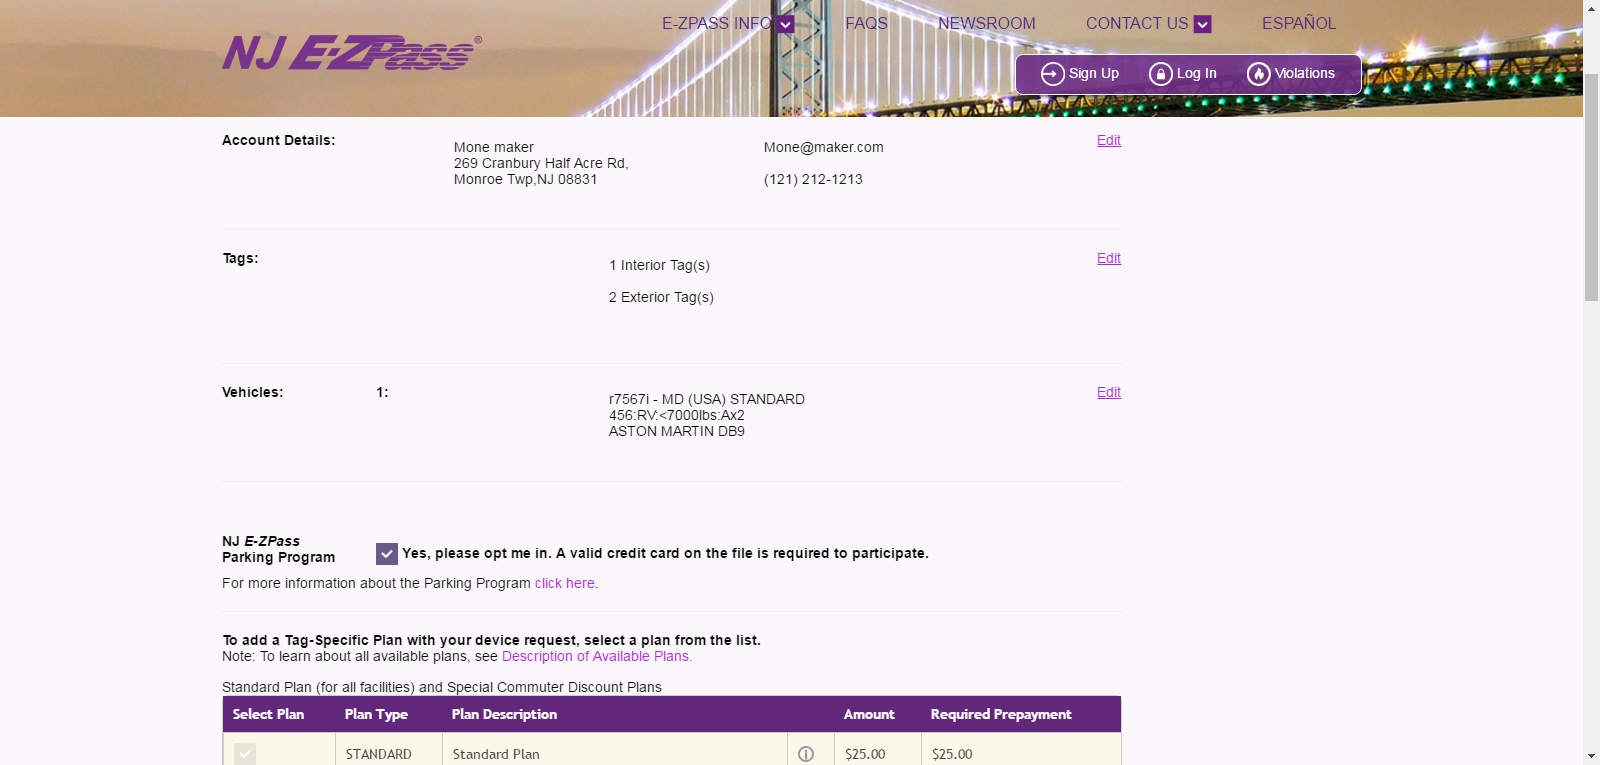 E-ZPASS INFO FAQS NEWSROOM CONTACT US ESPAÑOL
NJ E-ZPass®
Sign Up Log In Violations
Account Details: Mone maker Mone@maker.com Edit
269 Cranbury Half Acre Rd,
Monroe Twp,NJ 08831 (121) 212-1213
Tags: 1 Interior Tag(s) Edit
2 Exterior Tag(s)
Vehicles: 1: r7567i - MD (USA) STANDARD Edit
456:RV:<7000lbs:Ax2
ASTON MARTIN DB9
NJ E-ZPass
Parking Program
Yes, please opt me in. A valid credit card on the file is required to participate.
For more information about the Parking Program click here.
To add a Tag-Specific Plan with your device request, select a plan from the list.
Note: To learn about all available plans, see Description of Available Plans.
Standard Plan (for all facilities) and Special Commuter Discount Plans
Select Plan Plan Type Plan Description Amount Required Prepayment
STANDARD Standard Plan $25.00 $25.00